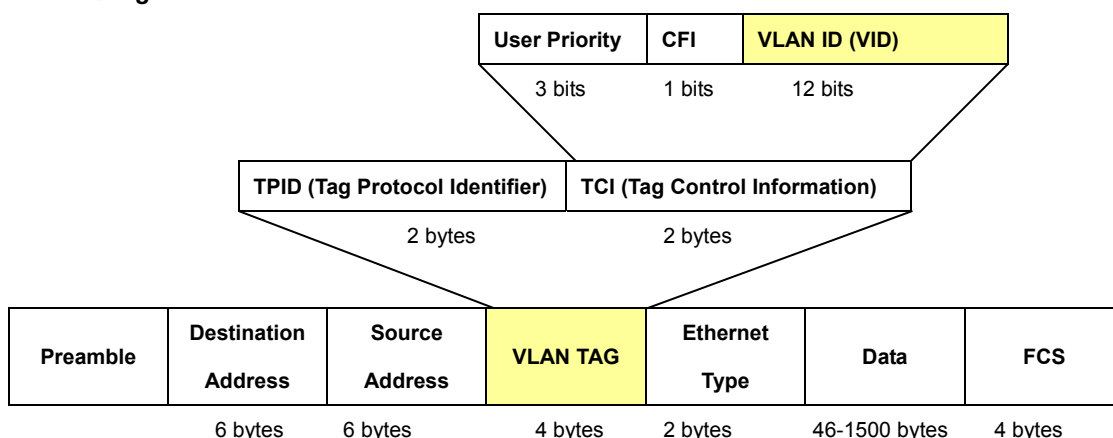 User Priority CFI VLAN ID (VID)
3 bits 1 bits 12 bits
TPID (Tag Protocol Identifier) TCI (Tag Control Information)
2 bytes 2 bytes
Preamble Destination Address Source Address VLAN TAG Ethernet Type Data FCS
6 bytes 6 bytes 4 bytes 2 bytes 46-1500 bytes 4 bytes